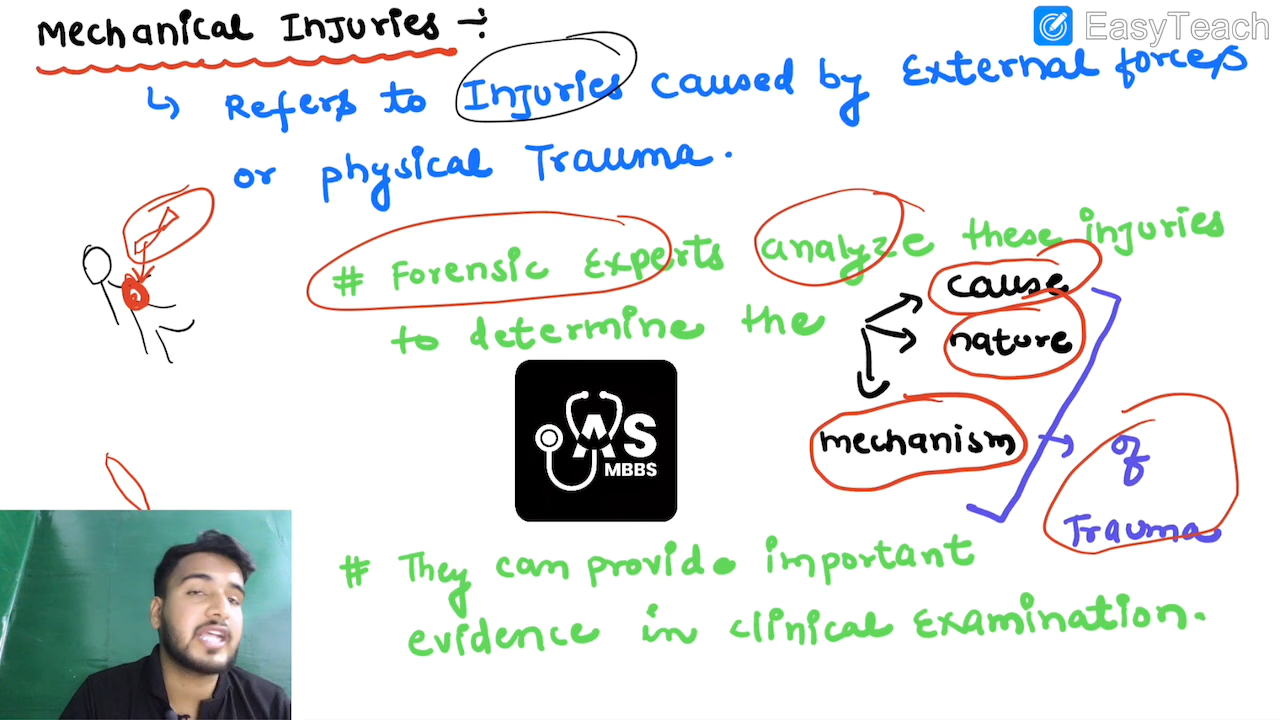 Mechanical Injuries -:
EasyTeach
↳ Refers to Injuries caused by External forces
or physical Trauma.
# Forensic Experts analyze these injuries
to determine the
cause
nature
mechanism
of
Trauma
AS
MBBS
# They can provide important
evidence in clinical Examination.